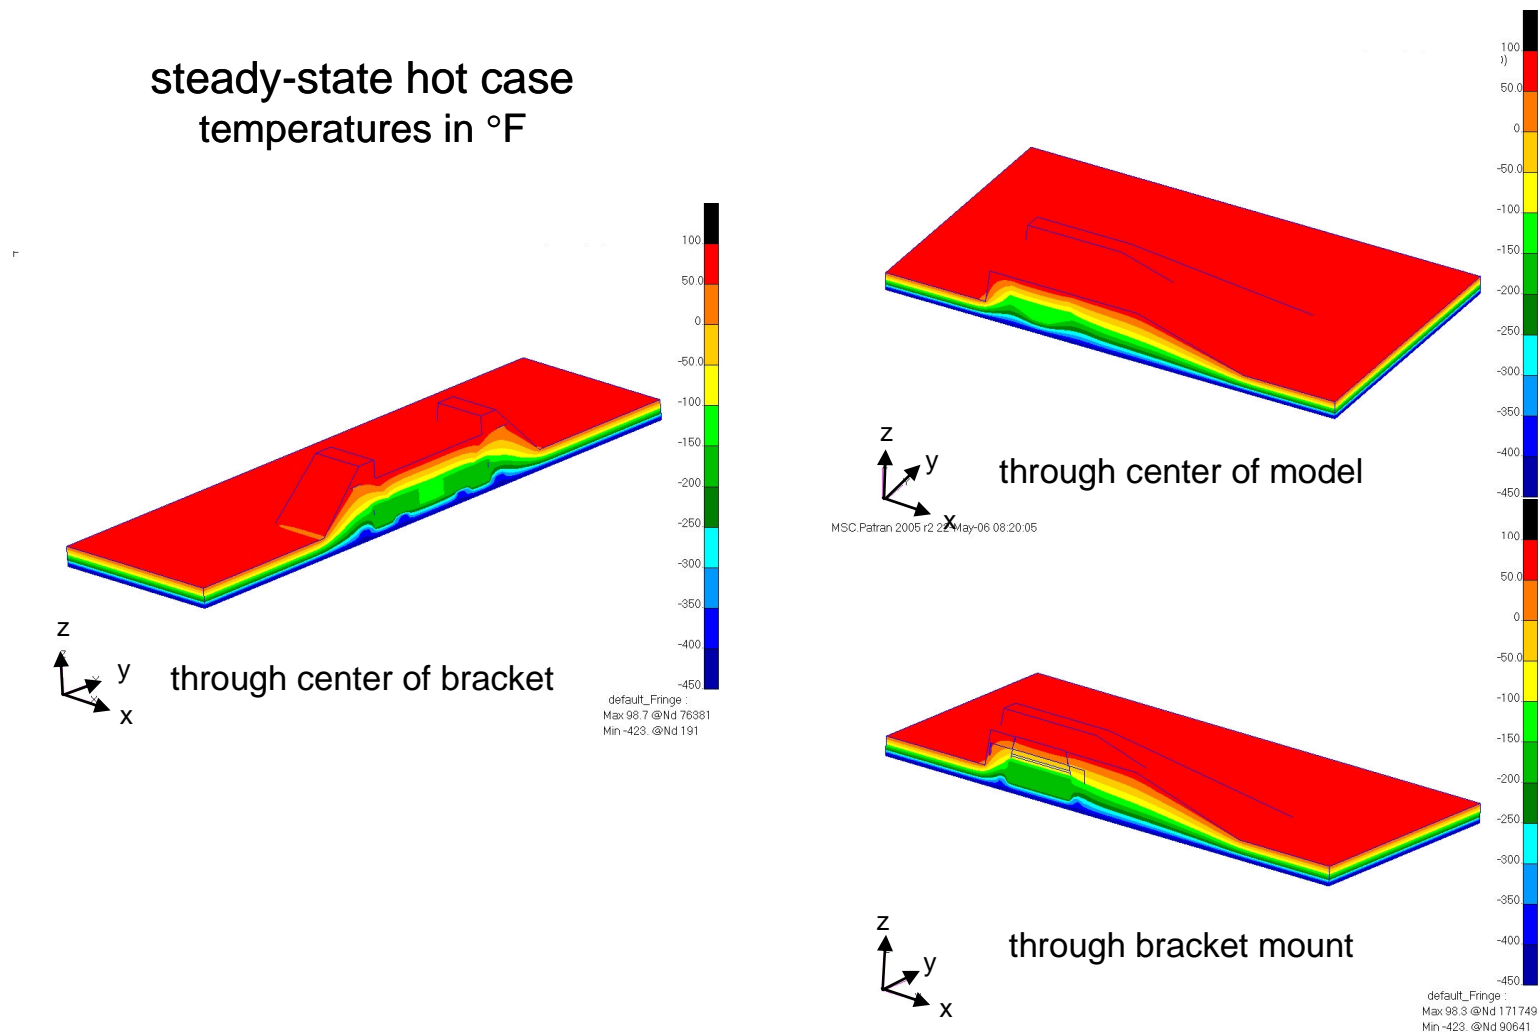 steady-state hot case
temperatures in °F
100.
50.0
0.
-50.0
-100.
-150.
-200.
-250.
-300.
-350.
-400.
-450.
default_Fringe :
Max 98.7 @Nd 76381
Min -423. @Nd 191
z
y
x
through center of bracket
100.
50.0
0.
-50.0
-100.
-150.
-200.
-250.
-300.
-350.
-400.
-450.
z
y
x
through center of model
MSC.Patran 2005 r2 22-May-06 08:20:05
100.
50.0
0.
-50.0
-100.
-150.
-200.
-250.
-300.
-350.
-400.
-450.
z
y
x
through bracket mount
default_Fringe :
Max 98.3 @Nd 171749
Min -423. @Nd 90641